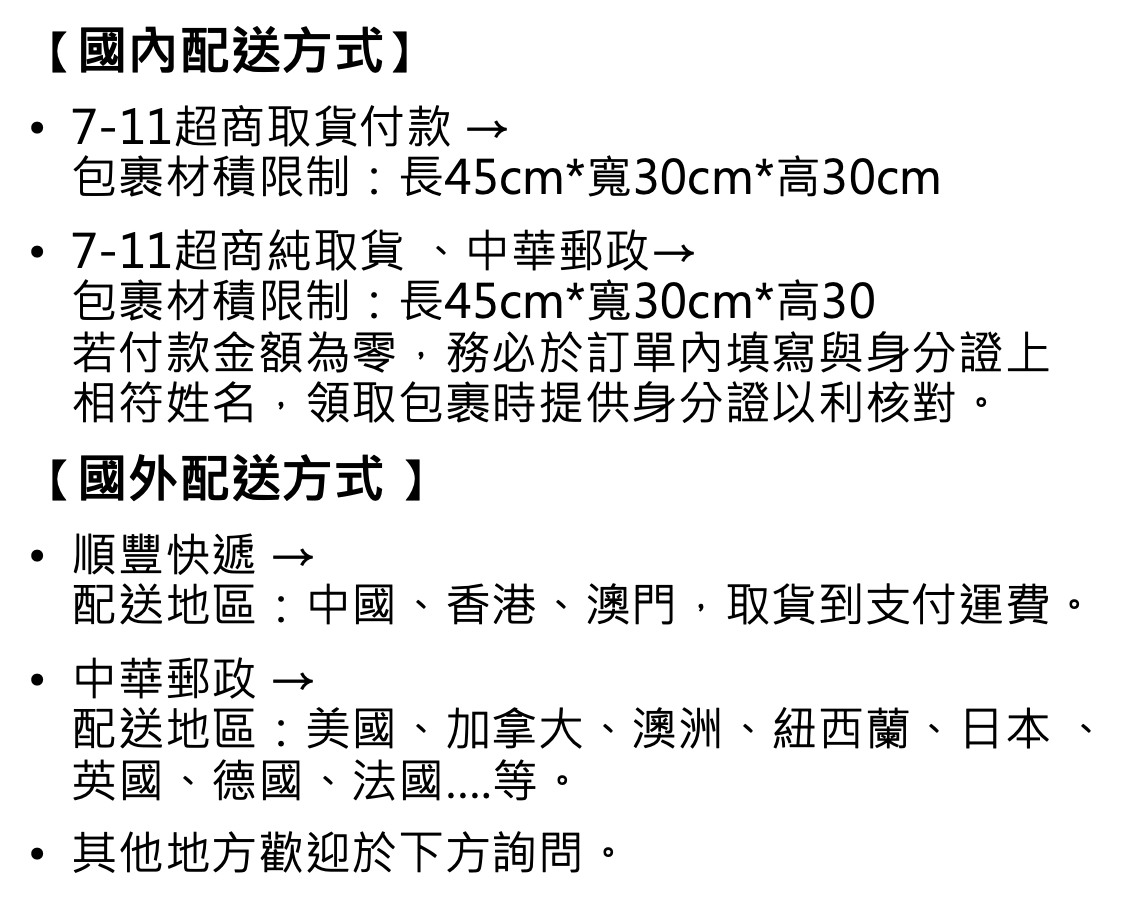 【國內配送方式】
• 7-11超商取貨付款 →
包裹材積限制：長45cm*寬30cm*高30cm
• 7-11超商純取貨 、中華郵政→
包裹材積限制：長45cm*寬30cm*高30
若付款金額為零，務必於訂單內填寫與身分證上
相符姓名，領取包裹時提供身分證以利核對。
【國外配送方式 】
• 順豐快遞 →
配送地區：中國、香港、澳門，取貨到支付運費。
• 中華郵政 →
配送地區：美國、加拿大、澳洲、紐西蘭、日本 、
英國、德國、法國....等。
• 其他地方歡迎於下方詢問。